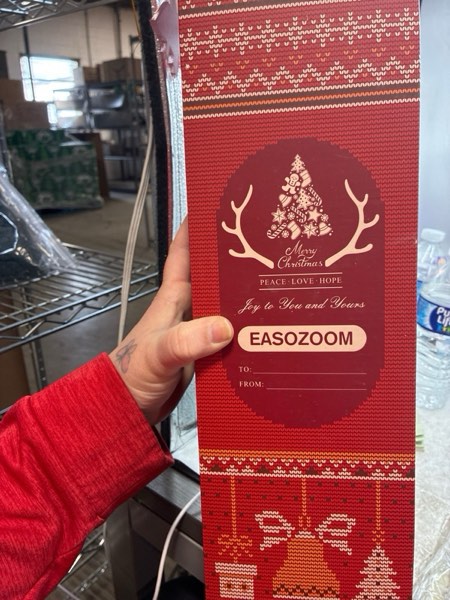 Merry
Christmas
PEACE · LOVE · HOPE
Joy to You and Yours
EASOZOOM
TO:
FROM: